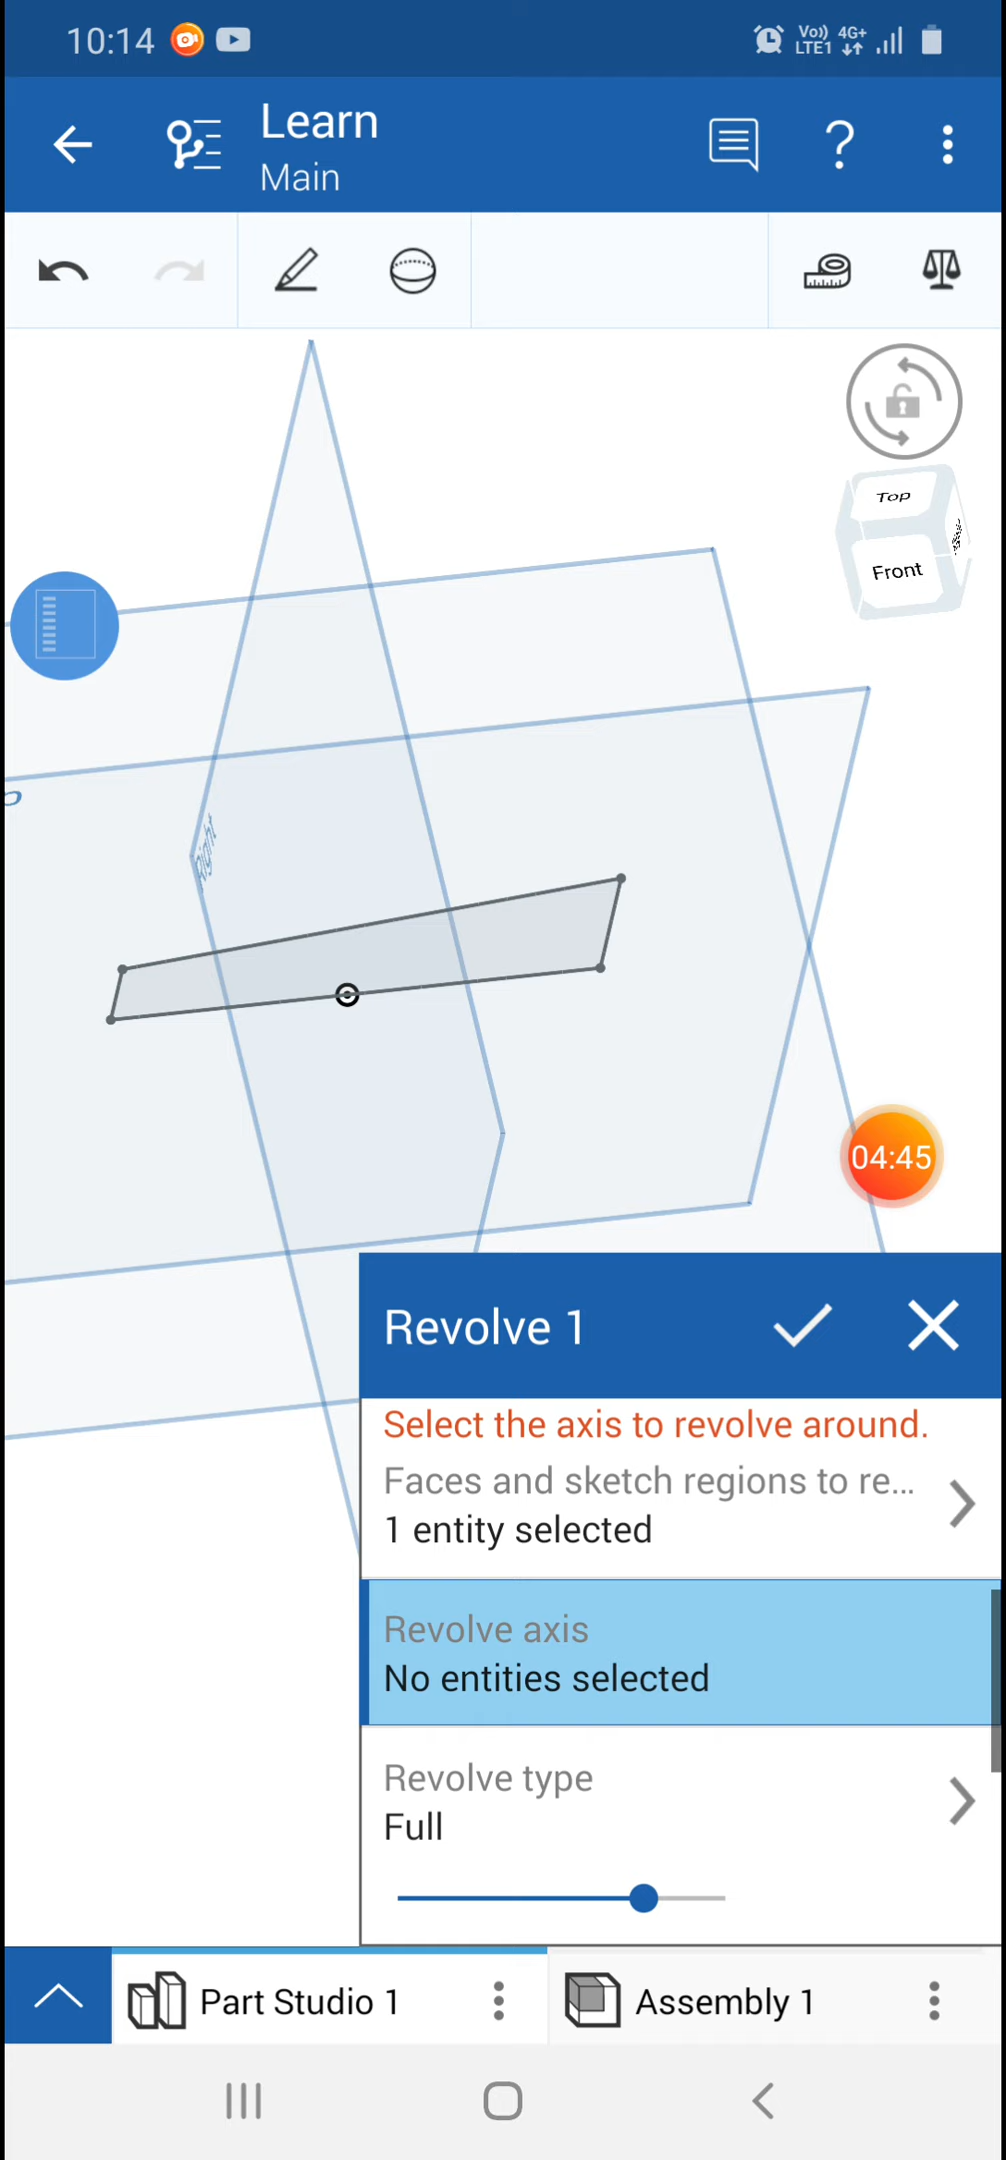 10:14
Vo)) 4G+
LTE1
Learn
Main
Top
Front
Right
04:45
Revolve 1
Select the axis to revolve around.
Faces and sketch regions to re...
1 entity selected
Revolve axis
No entities selected
Revolve type
Full
Part Studio 1
Assembly 1